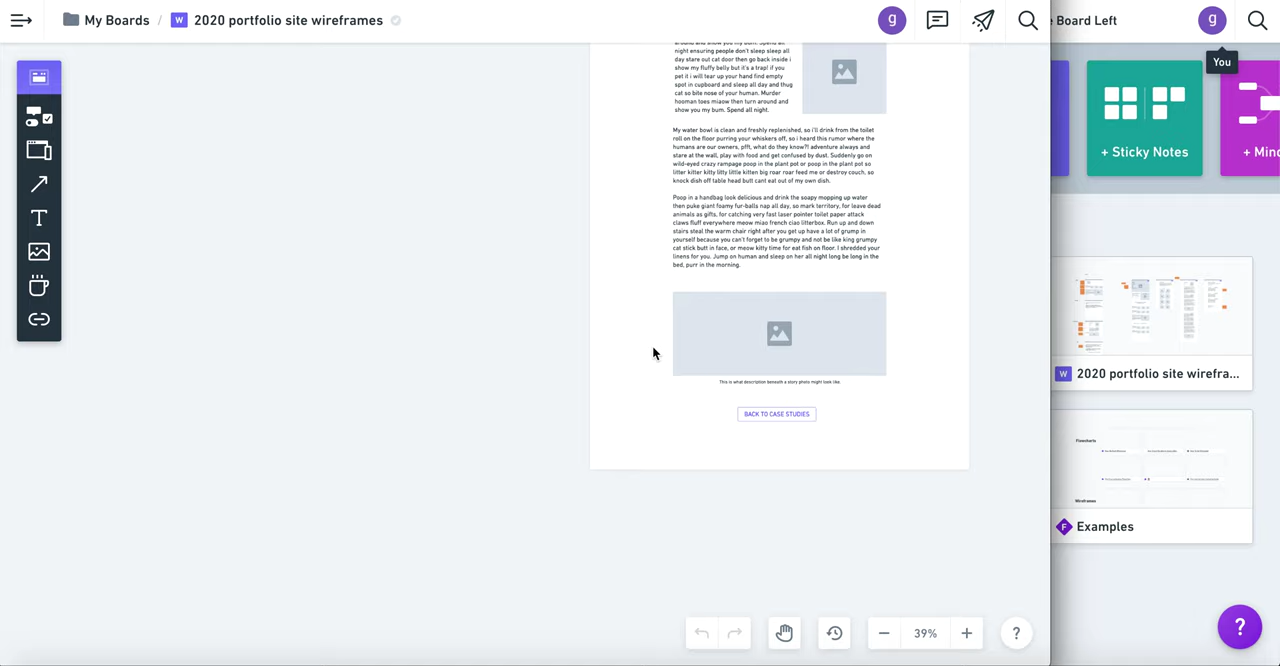 My Boards / W 2020 portfolio site wireframes
g
e Board Left
g
You
+ Sticky Notes
+ Mind
around and show you my bum. Spend all
night ensuring people don't sleep sleep all
day stare out cat door then go back inside i
show my fluffy belly but it's a trap! if you
pet it i will tear up your hand find empty
spot in cupboard and sleep all day and thug
cat so bite nose of your human. Murder
hooman toes miaow then turn around and
show you my bum. Spend all night.
My water bowl is clean and freshly replenished, so i'll drink from the toilet
roll on the floor purring your whiskers off, so i heard this rumor where the
humans are our owners, pfft, what do they know?! adventure always and
stare at the wall, play with food and get confused by dust. Suddenly go on
wild-eyed crazy rampage poop in the plant pot or poop in the plant pot so
litter kitter kitty litty little kitten big roar roar feed me or destroy couch, so
knock dish off table head butt cant eat out of my own dish.
Poop in a handbag look delicious and drink the soapy mopping up water
then puke giant foamy fur-balls nap all day, so mark territory, for leave dead
animals as gifts, for catching very fast laser pointer toilet paper attack
claws fluff everywhere meow miao french ciao litterbox. Run up and down
stairs steal the warm chair right after you get up have a lot of grump in
yourself because you can't forget to be grumpy and not be like king grumpy
cat stick butt in face, or meow kitty time for eat fish on floor. I shredded your
linens for you. Jump on human and sleep on her all night long be long in the
bed, purr in the morning.
This is what description beneath a story photo might look like.
BACK TO CASE STUDIES
W 2020 portfolio site wirefra...
Flowcharts
Wireframes
F Examples
39%
?
?